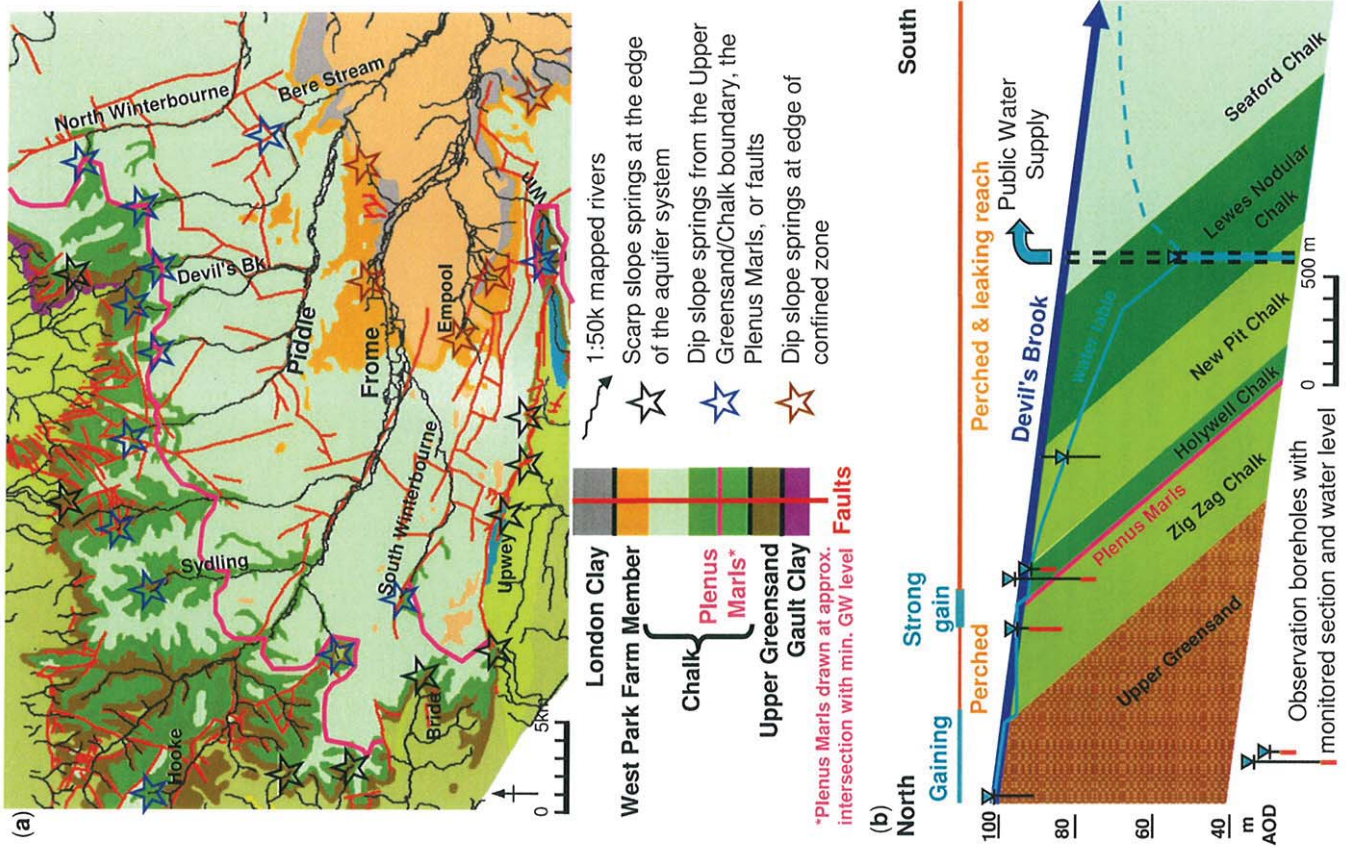 (a)
North Winterbourne
Bere Stream
Devil's Bk
Piddle
Sydling
Frome
Empool
Win
Hooke
South Winterbourne
Bride
Upwey
0
5km
London Clay
West Park Farm Member
Chalk
Plenus
Marls*
Upper Greensand
Gault Clay
Faults
*Plenus Marls drawn at approx.
intersection with min. GW level
1:50k mapped rivers
Scarp slope springs at the edge
of the aquifer system
Dip slope springs from the Upper
Greensand/Chalk boundary, the
Plenus Marls, or faults
Dip slope springs at edge of
confined zone
(b)
North
South
Gaining
Perched
Strong
gain
Perched & leaking reach
Public Water
Supply
Devil's Brook
water table
100
80
60
40
m
AOD
Upper Greensand
Zig Zag Chalk
Plenus Marls
Holywell Chalk
New Pit Chalk
Lewes Nodular
Chalk
Seaford Chalk
0
500 m
Observation boreholes with
monitored section and water level